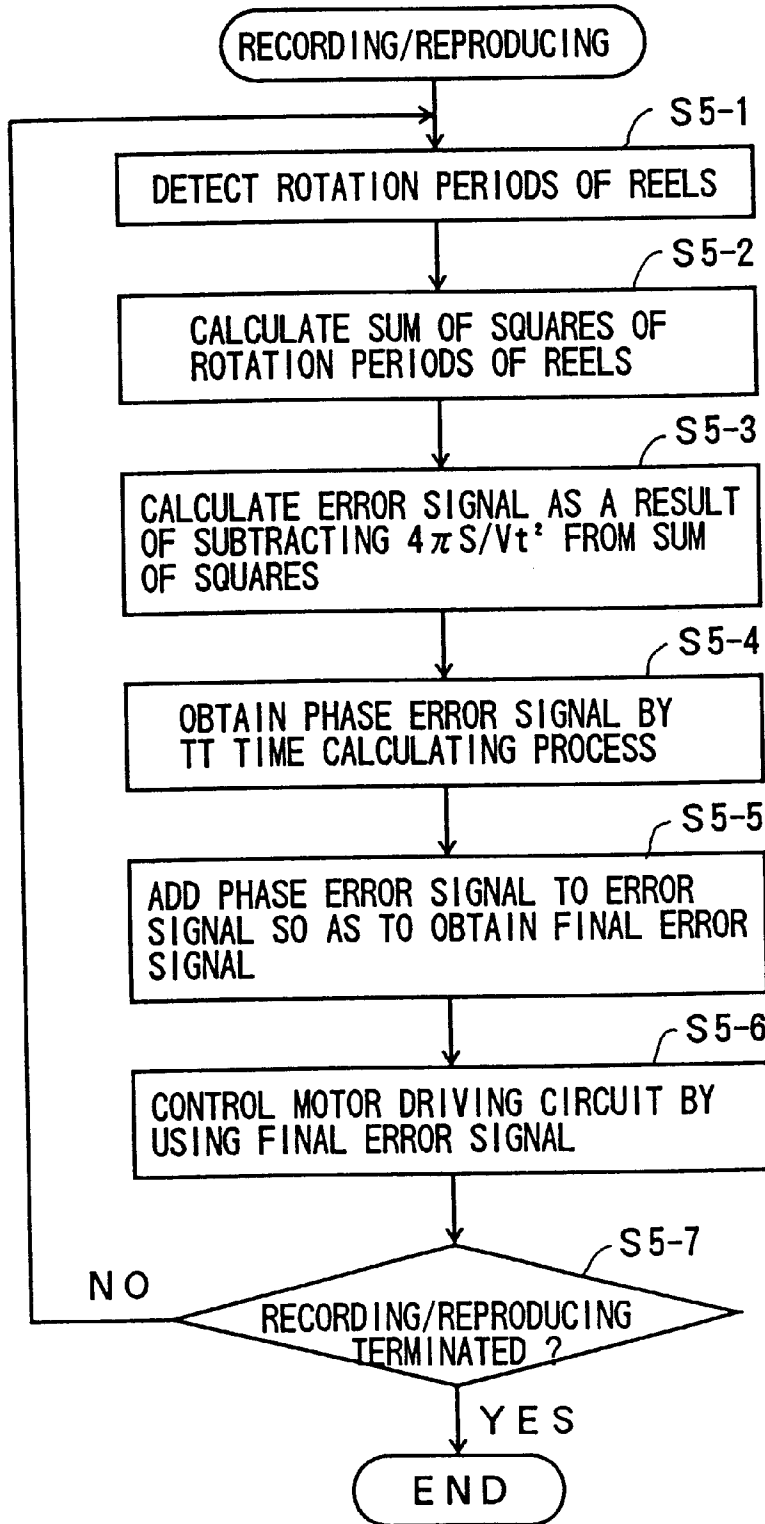 RECORDING/REPRODUCING
S5-1
DETECT ROTATION PERIODS OF REELS
S5-2
CALCULATE SUM OF SQUARES OF
ROTATION PERIODS OF REELS
S5-3
CALCULATE ERROR SIGNAL AS A RESULT
OF SUBTRACTING 4πS/Vt² FROM SUM
OF SQUARES
S5-4
OBTAIN PHASE ERROR SIGNAL BY
TT TIME CALCULATING PROCESS
S5-5
ADD PHASE ERROR SIGNAL TO ERROR
SIGNAL SO AS TO OBTAIN FINAL ERROR
SIGNAL
S5-6
CONTROL MOTOR DRIVING CIRCUIT BY
USING FINAL ERROR SIGNAL
S5-7
NO
RECORDING/REPRODUCING
TERMINATED ?
YES
END